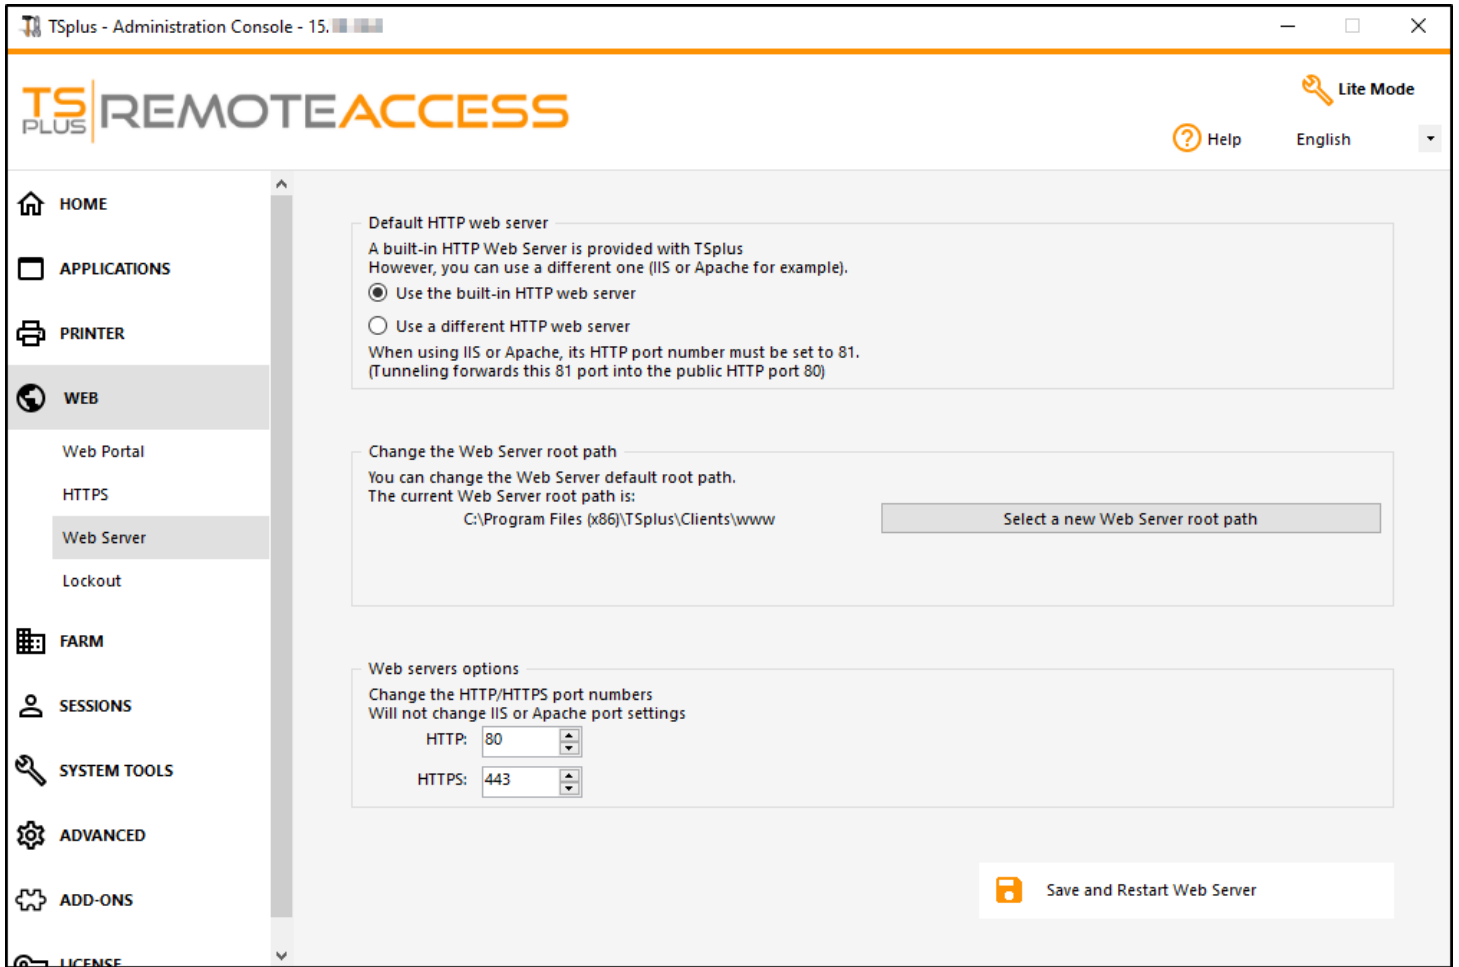 TSplus - Administration Console - 15.
TS PLUS REMOTEACCESS
Lite Mode
Help
English
HOME
APPLICATIONS
PRINTER
WEB
Web Portal
HTTPS
Web Server
Lockout
FARM
SESSIONS
SYSTEM TOOLS
ADVANCED
ADD-ONS
LICENSE
Default HTTP web server
A built-in HTTP Web Server is provided with TSplus
However, you can use a different one (IIS or Apache for example).
Use the built-in HTTP web server
Use a different HTTP web server
When using IIS or Apache, its HTTP port number must be set to 81.
(Tunneling forwards this 81 port into the public HTTP port 80)
Change the Web Server root path
You can change the Web Server default root path.
The current Web Server root path is:
C:\Program Files (x86)\TSplus\Clients\www
Select a new Web Server root path
Web servers options
Change the HTTP/HTTPS port numbers
Will not change IIS or Apache port settings
HTTP: 80
HTTPS: 443
Save and Restart Web Server